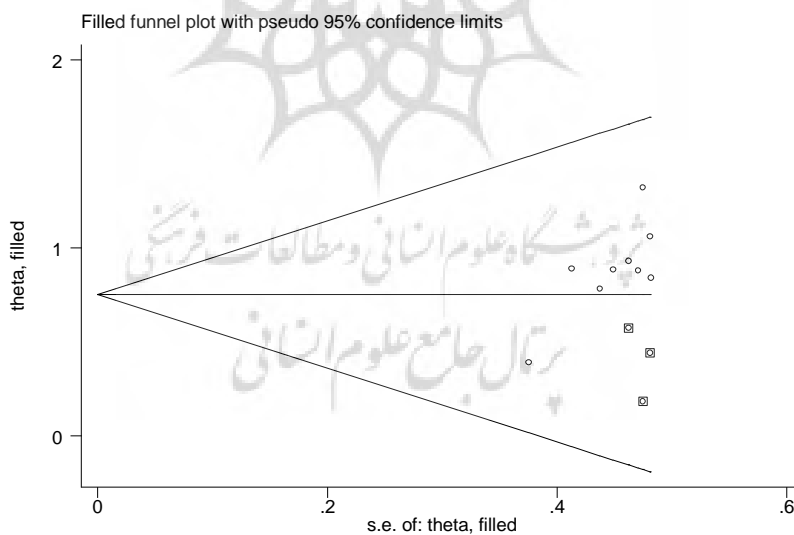 Filled funnel plot with pseudo 95% confidence limits
2
1
0
theta, filled
پژوهشگاه علوم انسانی و مطالعات فرهنگی
پرتال جامع علوم انسانی
0
.2
.4
.6
s.e. of: theta, filled